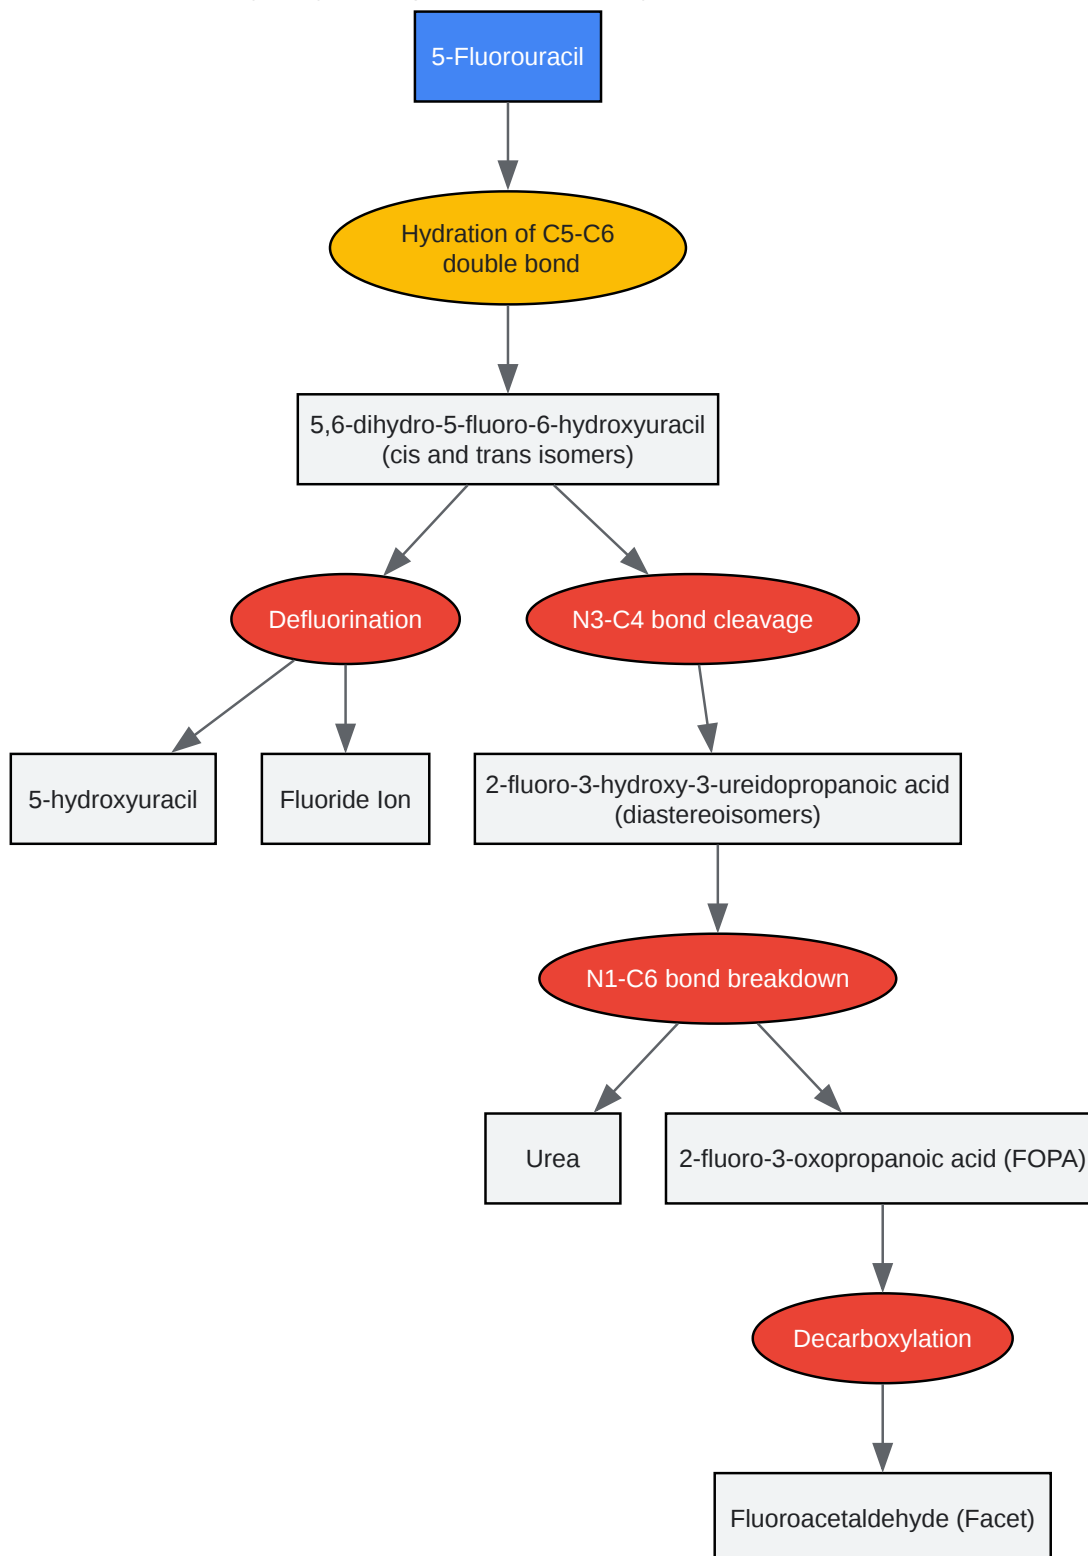 5-Fluorouracil
Hydration of C5-C6
double bond
5,6-dihydro-5-fluoro-6-hydroxyuracil
(cis and trans isomers)
Defluorination
N3-C4 bond cleavage
5-hydroxyuracil
Fluoride Ion
2-fluoro-3-hydroxy-3-ureidopropanoic acid
(diastereoisomers)
N1-C6 bond breakdown
Urea
2-fluoro-3-oxopropanoic acid (FOPA)
Decarboxylation
Fluoroacetaldehyde (Facet)